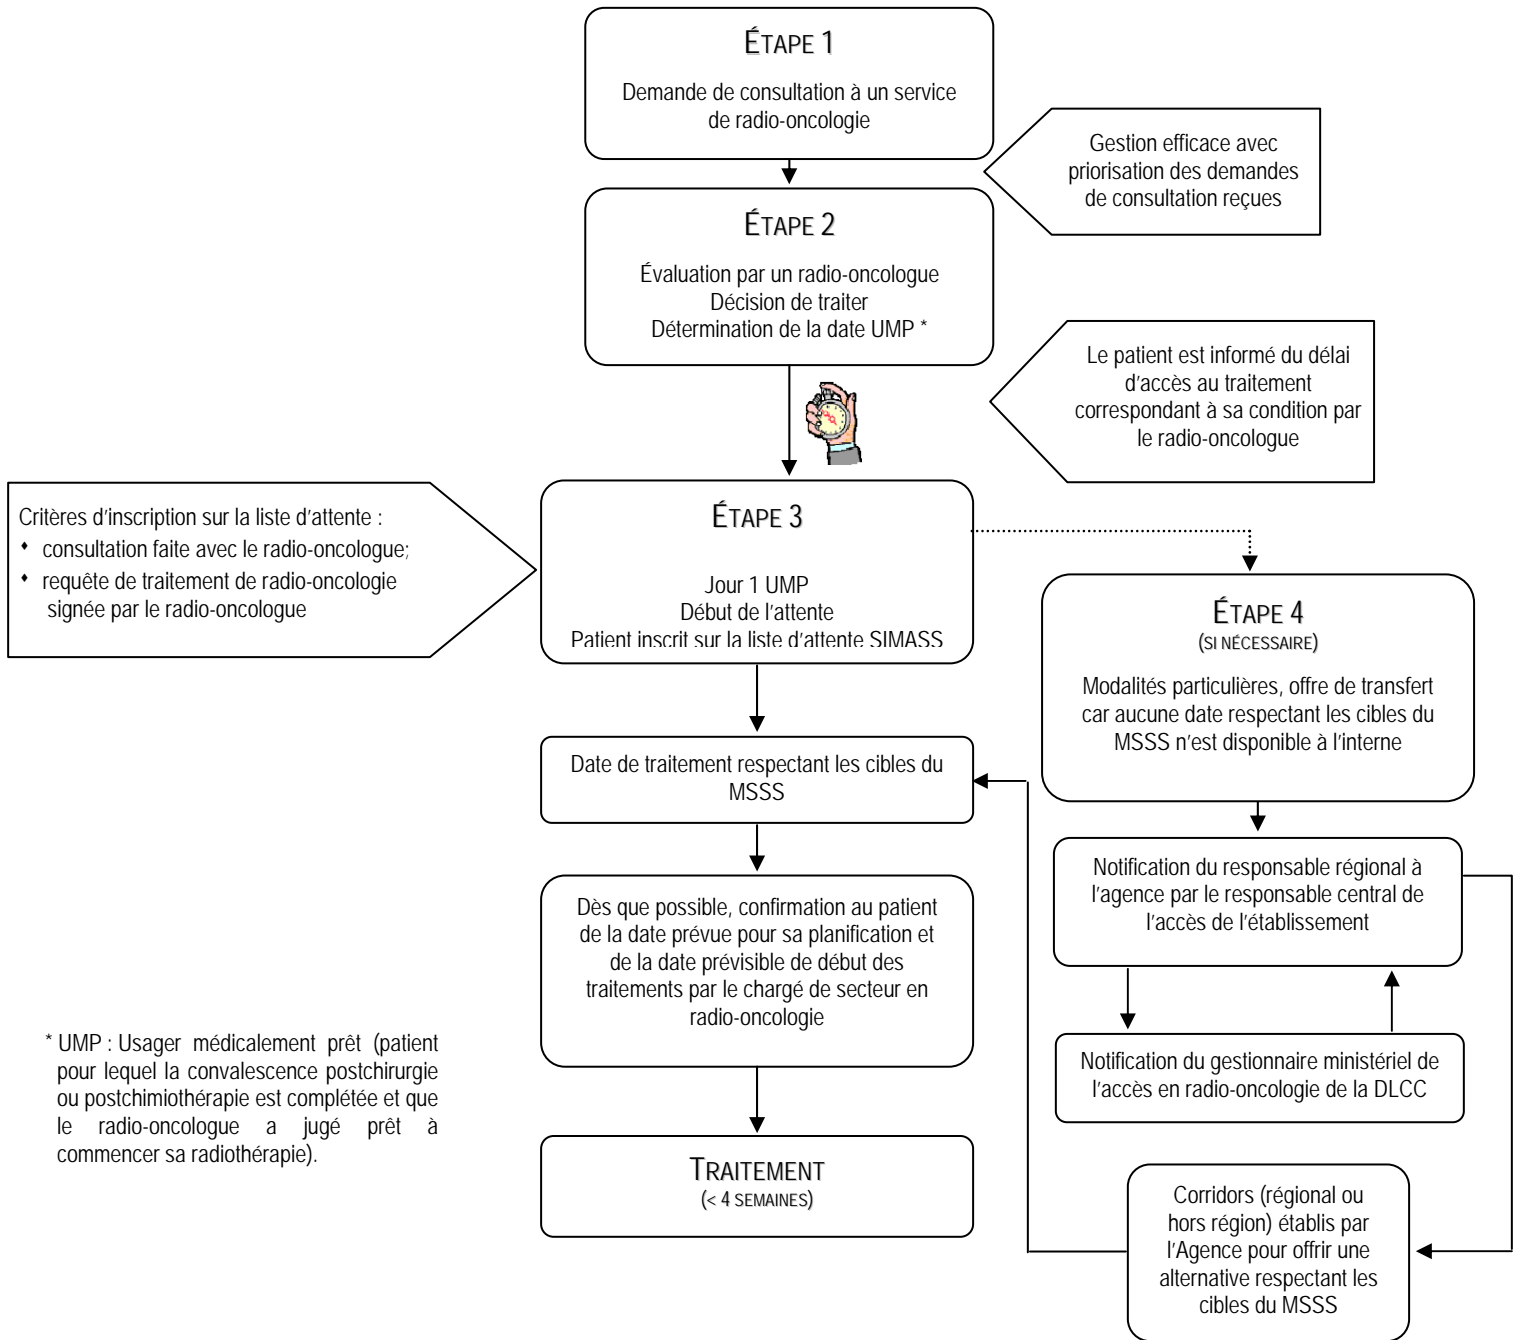 ÉTAPE 1
Demande de consultation à un service
de radio-oncologie
Gestion efficace avec
priorisation des demandes
de consultation reçues
ÉTAPE 2
Évaluation par un radio-oncologue
Décision de traiter
Détermination de la date UMP *
Le patient est informé du délai
d'accès au traitement
correspondant à sa condition par
le radio-oncologue
Critères d'inscription sur la liste d'attente :
• consultation faite avec le radio-oncologue;
• requête de traitement de radio-oncologie
signée par le radio-oncologue
ÉTAPE 3
Jour 1 UMP
Début de l'attente
Patient inscrit sur la liste d'attente SIMASS
ÉTAPE 4
(SI NÉCESSAIRE)
Modalités particulières, offre de transfert
car aucune date respectant les cibles du
MSSS n'est disponible à l'interne
Date de traitement respectant les cibles du
MSSS
Notification du responsable régional à
l'agence par le responsable central de
l'accès de l'établissement
Dès que possible, confirmation au patient
de la date prévue pour sa planification et
de la date prévisible de début des
traitements par le chargé de secteur en
radio-oncologie
Notification du gestionnaire ministériel de
l'accès en radio-oncologie de la DLCC
* UMP : Usager médicalement prêt (patient
pour lequel la convalescence postchirurgie
ou postchimiothérapie est complétée et que
le radio-oncologue a jugé prêt à
commencer sa radiothérapie).
TRAITEMENT
(< 4 SEMAINES)
Corridors (régional ou
hors région) établis par
l'Agence pour offrir une
alternative respectant les
cibles du MSSS